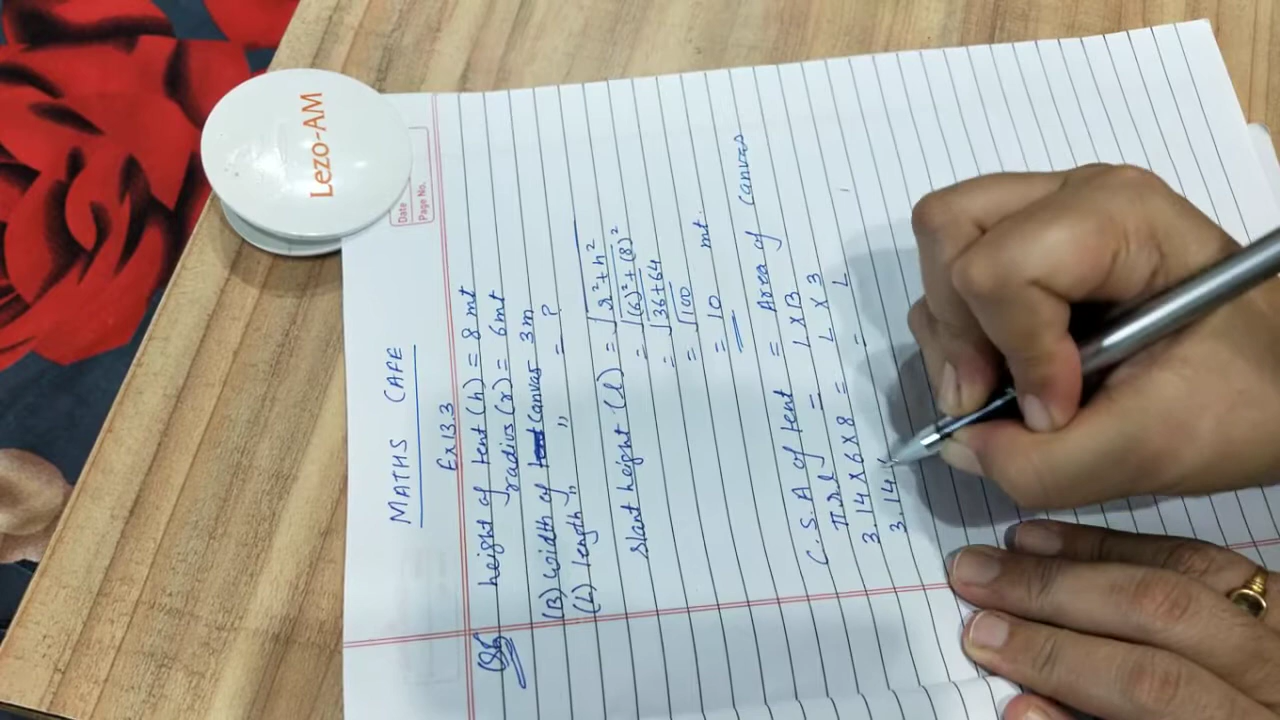 Lezo-AM
Date
Page No.
MATHS CAFE
Ex 13.3
Q5 height of tent (h) = 8 mt
radius (r) = 6 mt
(B) width of canvas 3m
(L) length " " = ?
slant height (l) = √r²+h²
= √(6)²+(8)²
= √36+64
= √100
= 10 mt.
C.S.A of tent = Area of Canvas
πrl = L×B
3.14×6×8 = L×3
3.14 = L